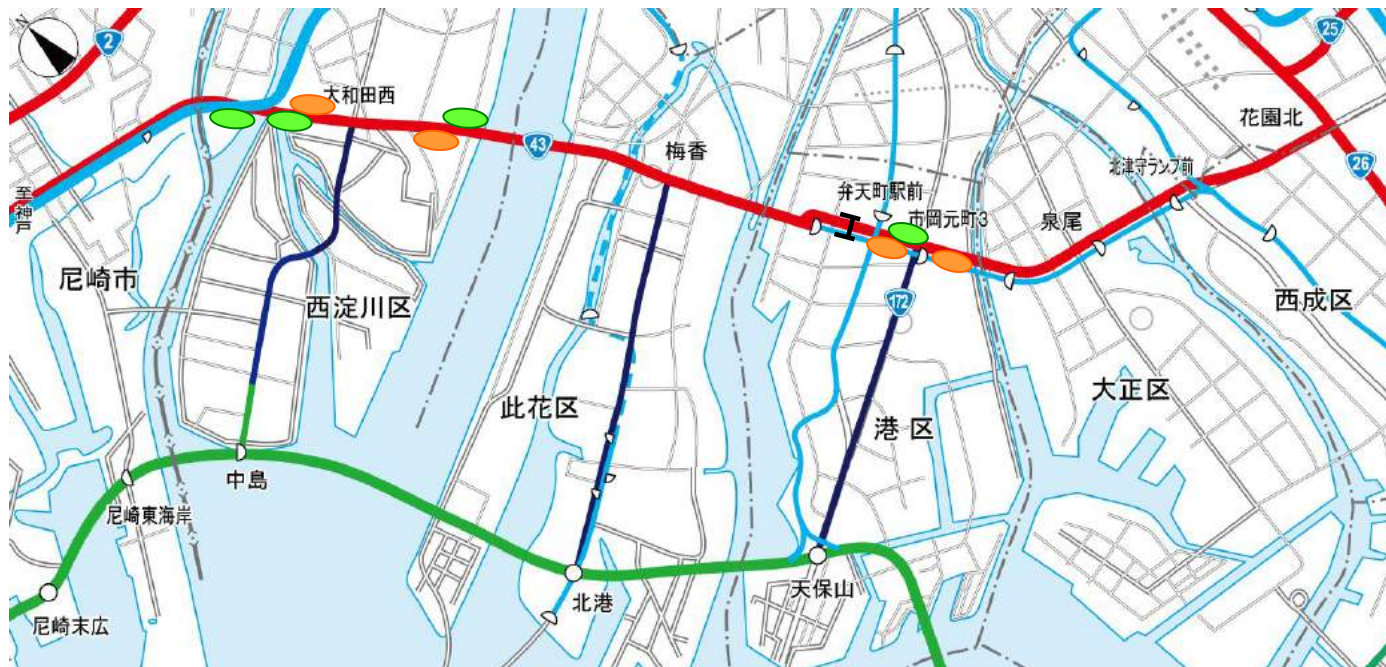 N
2
25
大和田西
花園北
43
梅香
北津守ランプ前
26
至神戸
弁天町駅前
市岡元町3
泉尾
尼崎市
西淀川区
172
西成区
大正区
此花区
港区
中島
尼崎東海岸
天保山
北港
尼崎末広